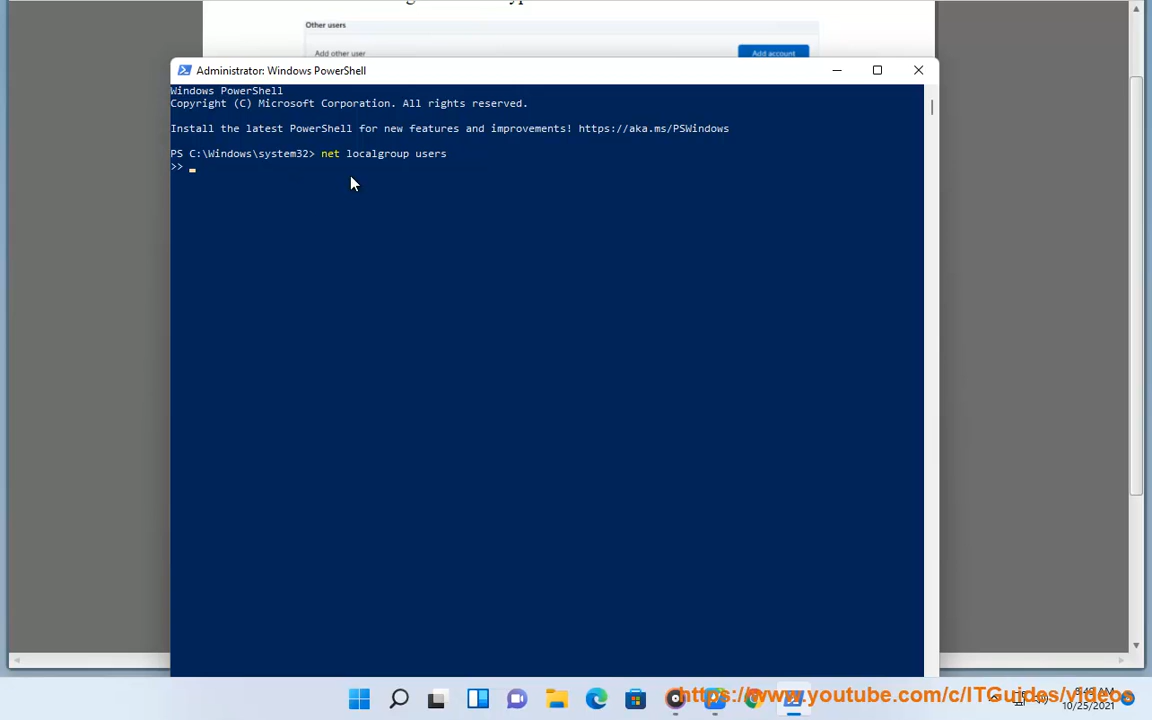 Other users
Add other user
Add account
Administrator: Windows PowerShell
Windows PowerShell
Copyright (C) Microsoft Corporation. All rights reserved.
Install the latest PowerShell for new features and improvements! https://aka.ms/PSWindows
PS C:\Windows\system32> net localgroup users
>>
https://www.youtube.com/c/ITGuides/videos
10/25/2021